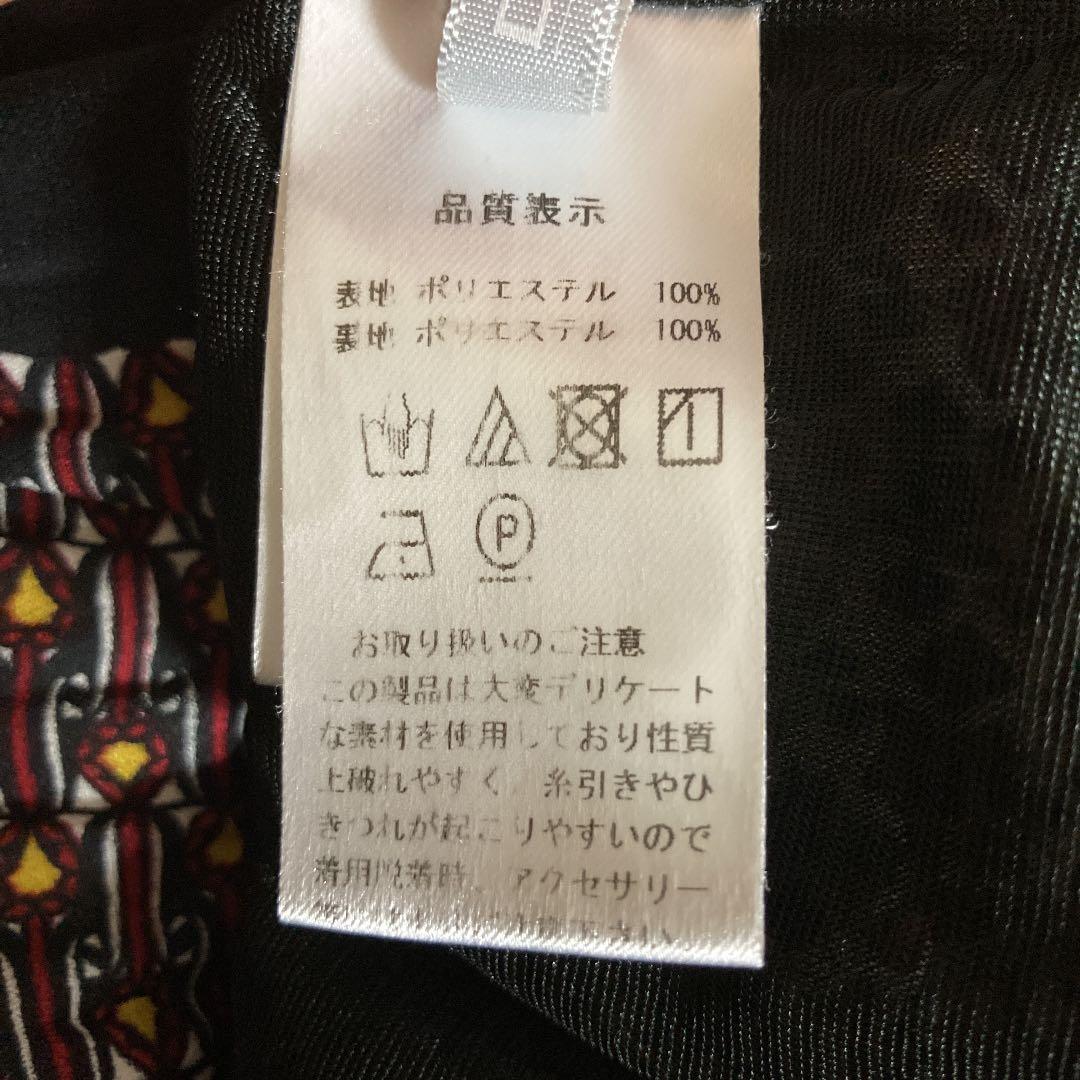 品質表示
表地 ポリエステル 100%
裏地 ポリエステル 100%
P
お取り扱いのご注意
この製品は大変デリケート
な素材を使用しており性質
上破れやすく、糸引きやひ
きつれが起こりやすいので
着用脱着時、アクセサリー